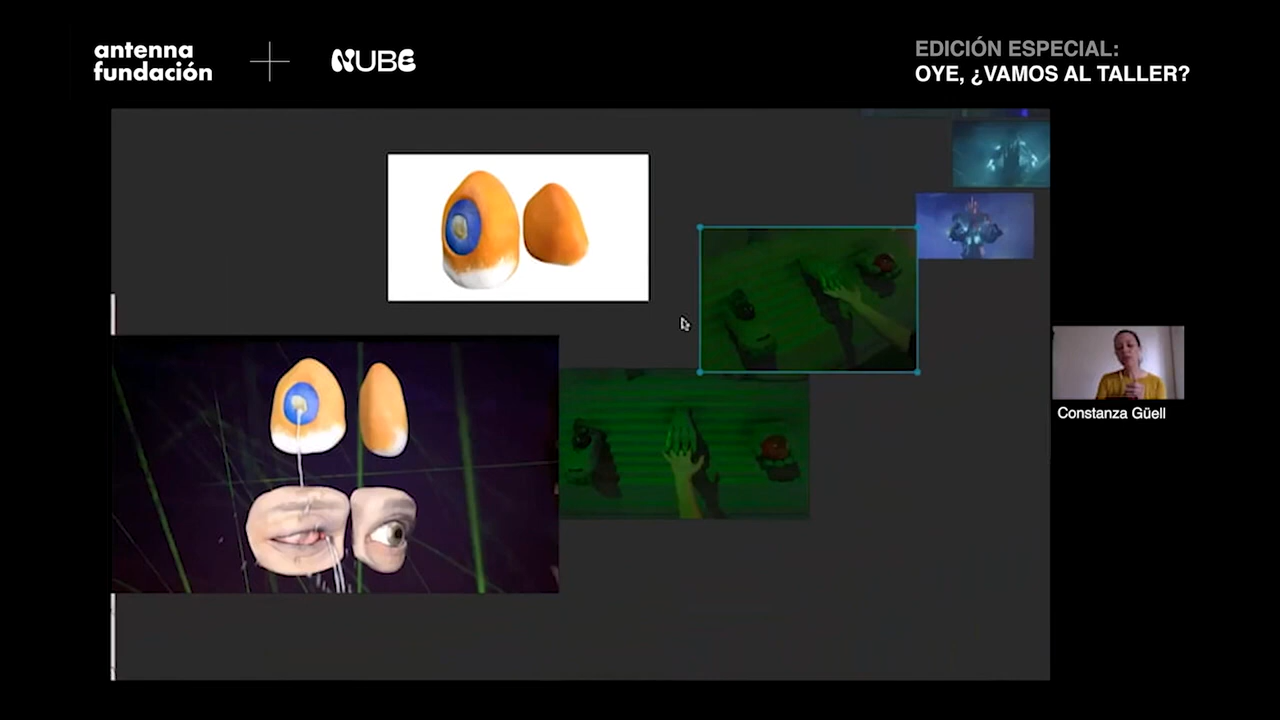 antenna
fundación
NUBE
EDICIÓN ESPECIAL:
OYE, ¿VAMOS AL TALLER?
Constanza Güell